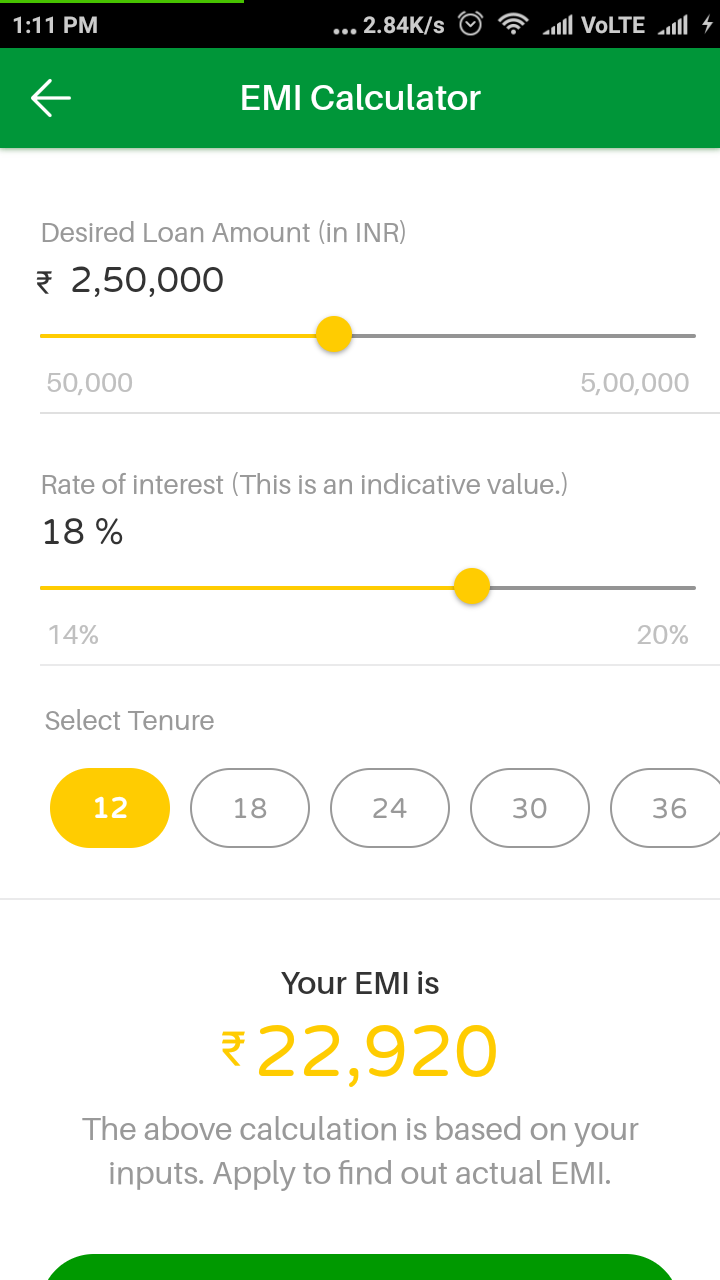 1:11 PM ... 2.84K/s VoLTE
EMI Calculator
Desired Loan Amount (in INR)
₹ 2,50,000
50,000 5,00,000
Rate of interest (This is an indicative value.)
18 %
14% 20%
Select Tenure
12 18 24 30 36
Your EMI is
₹22,920
The above calculation is based on your
inputs. Apply to find out actual EMI.